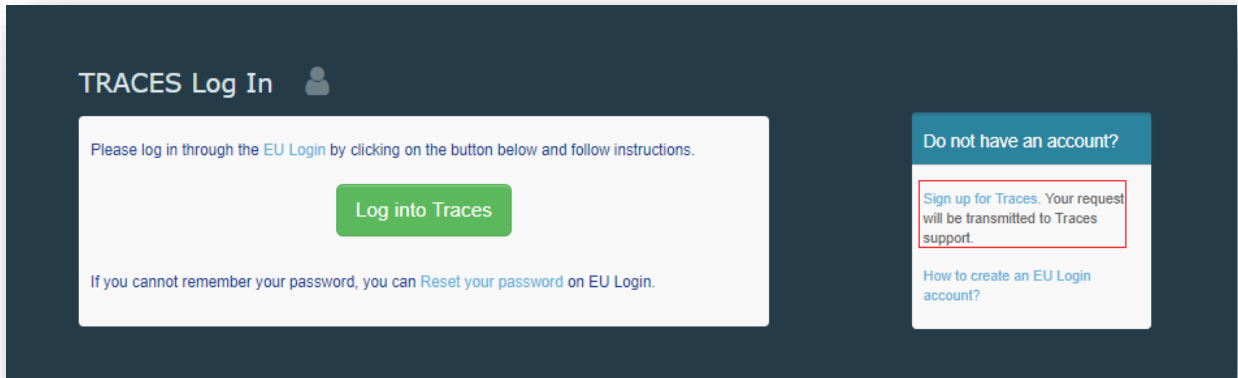 TRACES Log In
Please log in through the EU Login by clicking on the button below and follow instructions.
Log into Traces
If you cannot remember your password, you can Reset your password on EU Login.
Do not have an account?
Sign up for Traces. Your request
will be transmitted to Traces
support.
How to create an EU Login
account?